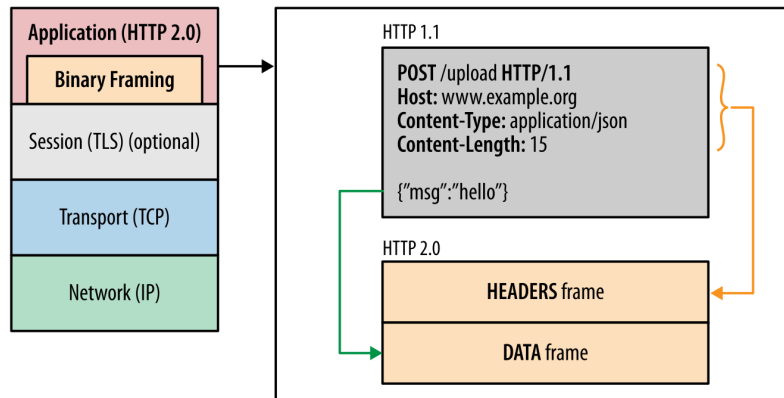 Application (HTTP 2.0)
Binary Framing
Session (TLS) (optional)
Transport (TCP)
Network (IP)
HTTP 1.1
POST /upload HTTP/1.1
Host: www.example.org
Content-Type: application/json
Content-Length: 15
{"msg":"hello"}
HTTP 2.0
HEADERS frame
DATA frame